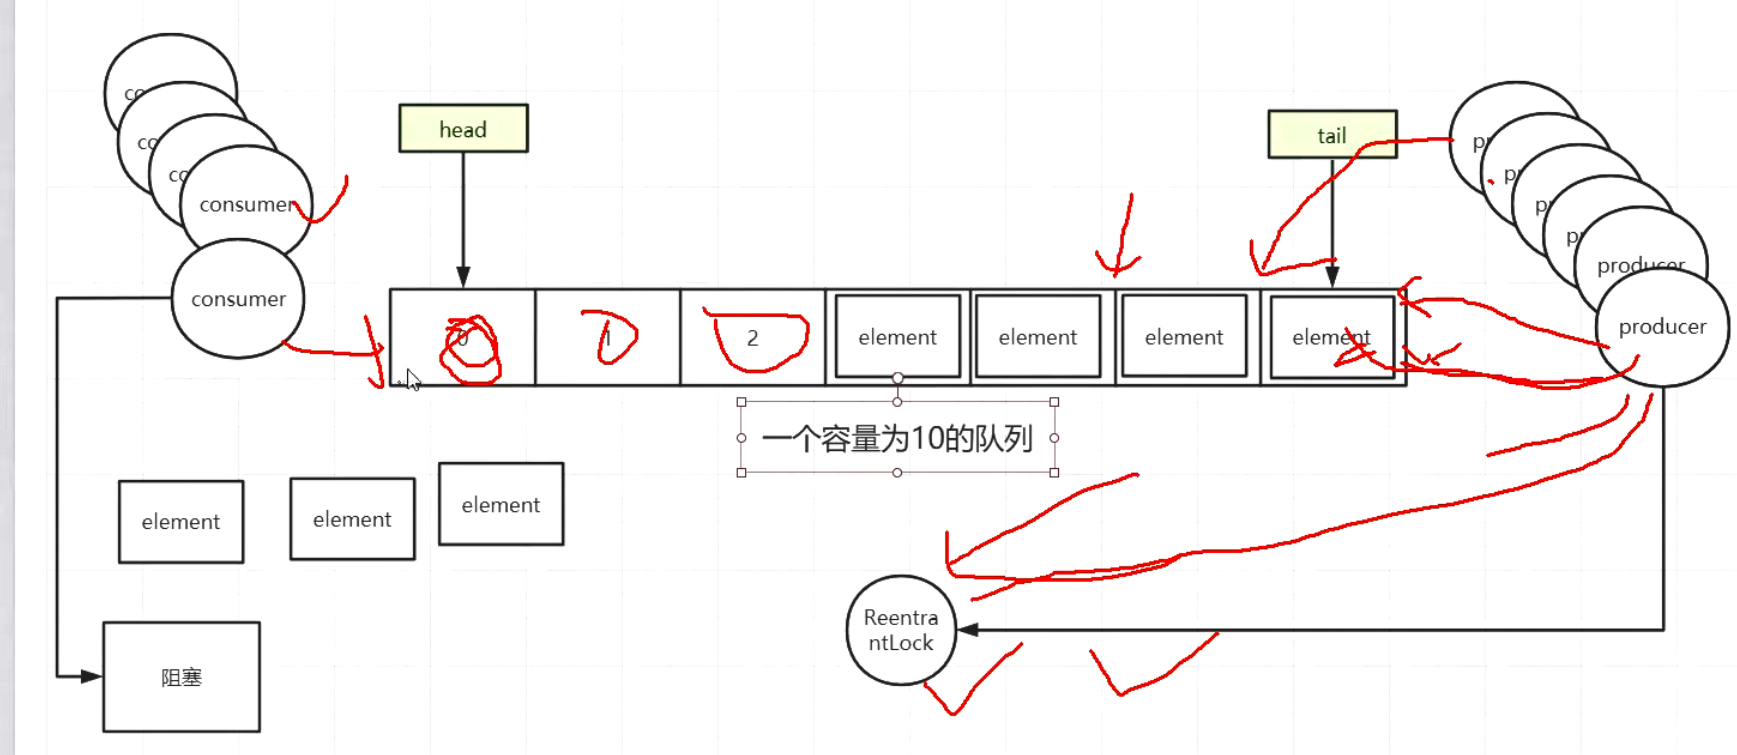 co
co
co
consumer
consumer
head
tail
p
p
p
p
producer
producer
0
1
2
element
element
element
element
一个容量为10的队列
element
element
element
Reentra
ntLock
阻塞